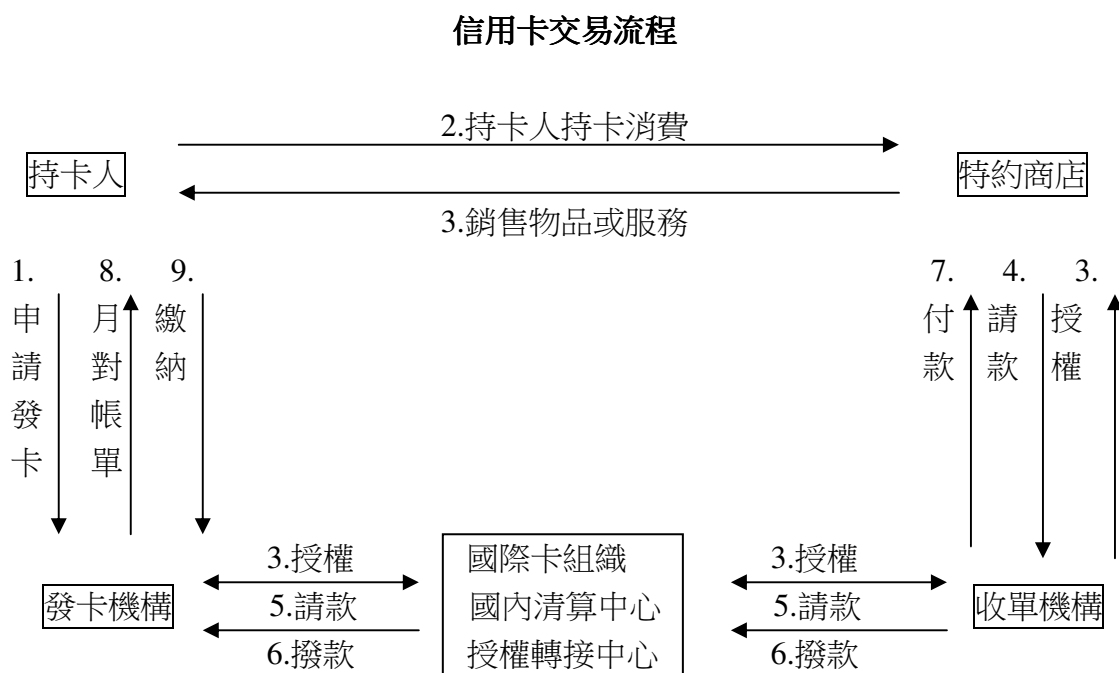 信用卡交易流程
2.持卡人持卡消費
持卡人
特約商店
3.銷售物品或服務
1.申請發卡
8.月對帳單
9.繳納
7.付款
4.請款
3.授權
3.授權
5.請款
6.撥款
發卡機構
國際卡組織
國內清算中心
授權轉接中心
3.授權
5.請款
6.撥款
收單機構